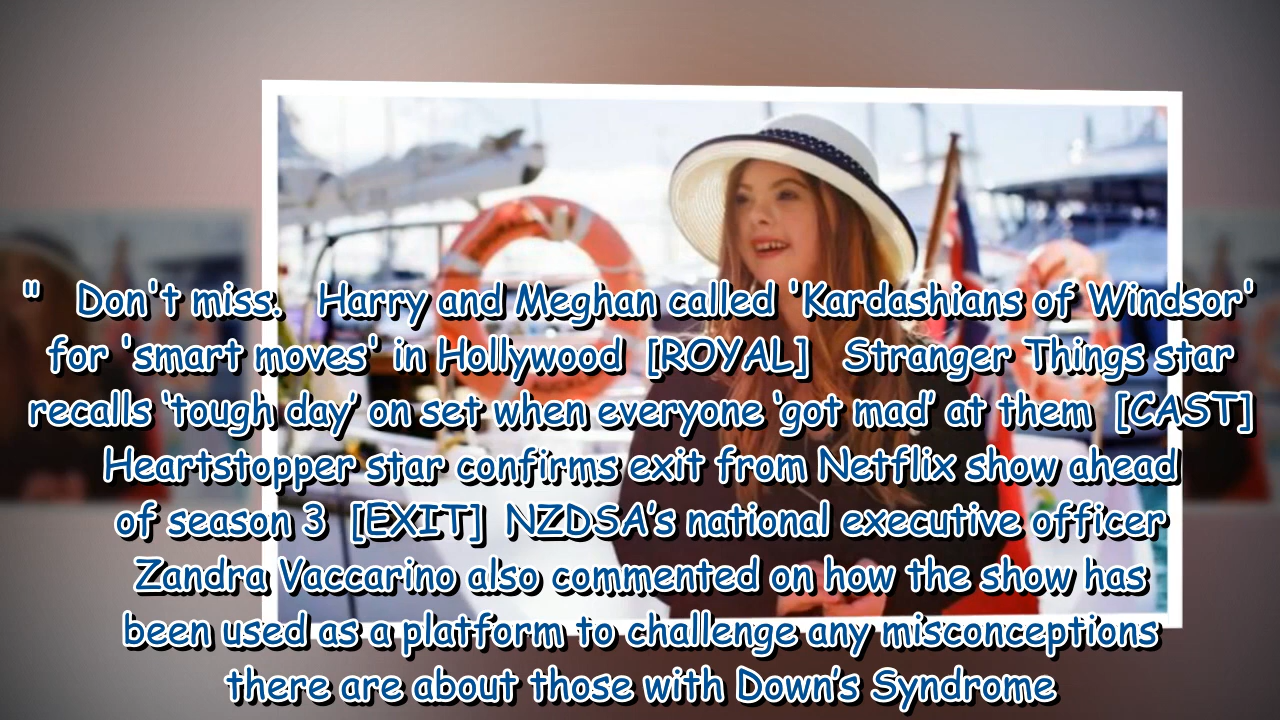 " Don't miss. Harry and Meghan called 'Kardashians of Windsor'
for 'smart moves' in Hollywood [ROYAL] Stranger Things star
recalls ‘tough day’ on set when everyone ‘got mad’ at them [CAST]
Heartstopper star confirms exit from Netflix show ahead
of season 3 [EXIT] NZDSA’s national executive officer
Zandra Vaccarino also commented on how the show has
been used as a platform to challenge any misconceptions
there are about those with Down’s Syndrome